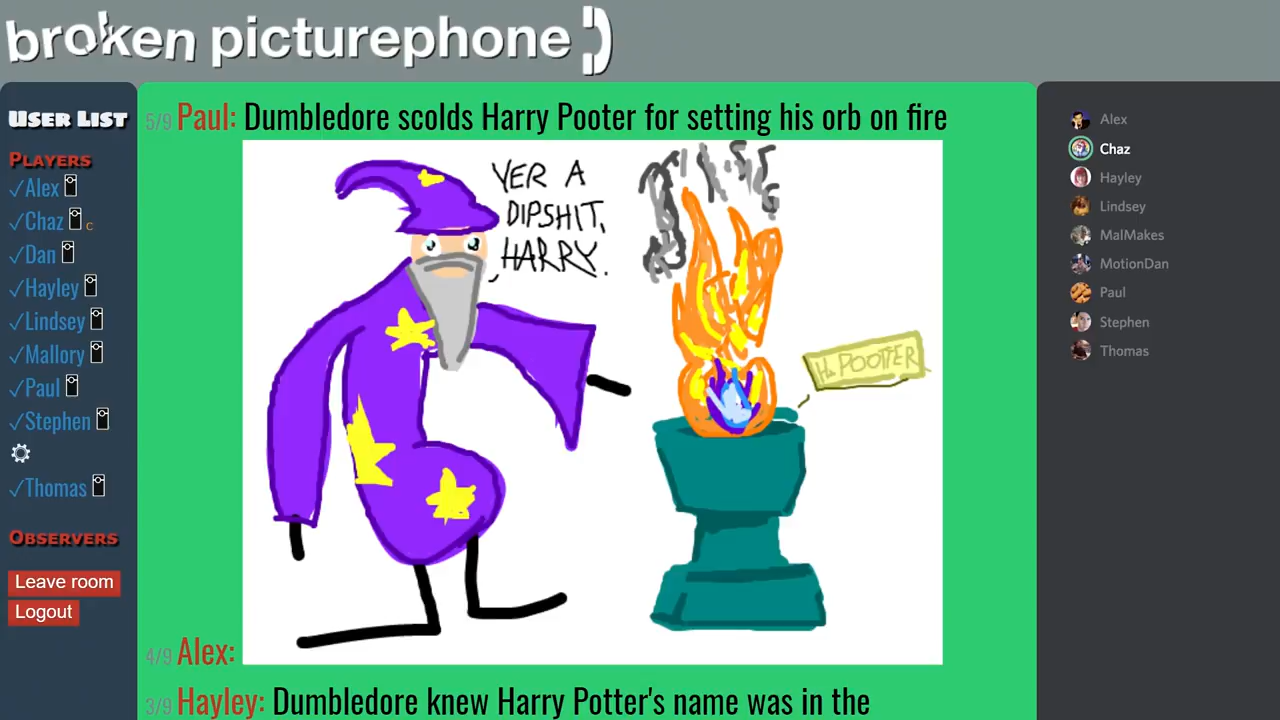 broken picturephone
User List
Players
✓Alex
✓Chaz c
✓Dan
✓Hayley
✓Lindsey
✓Mallory
✓Paul
✓Stephen
✓Thomas
Observers
Leave room
Logout
5/9 Paul: Dumbledore scolds Harry Pooter for setting his orb on fire
YER A
DIPSHIT,
HARRY.
POOTER
4/9 Alex:
3/9 Hayley: Dumbledore knew Harry Potter's name was in the
Alex
Chaz
Hayley
Lindsey
MalMakes
MotionDan
Paul
Stephen
Thomas